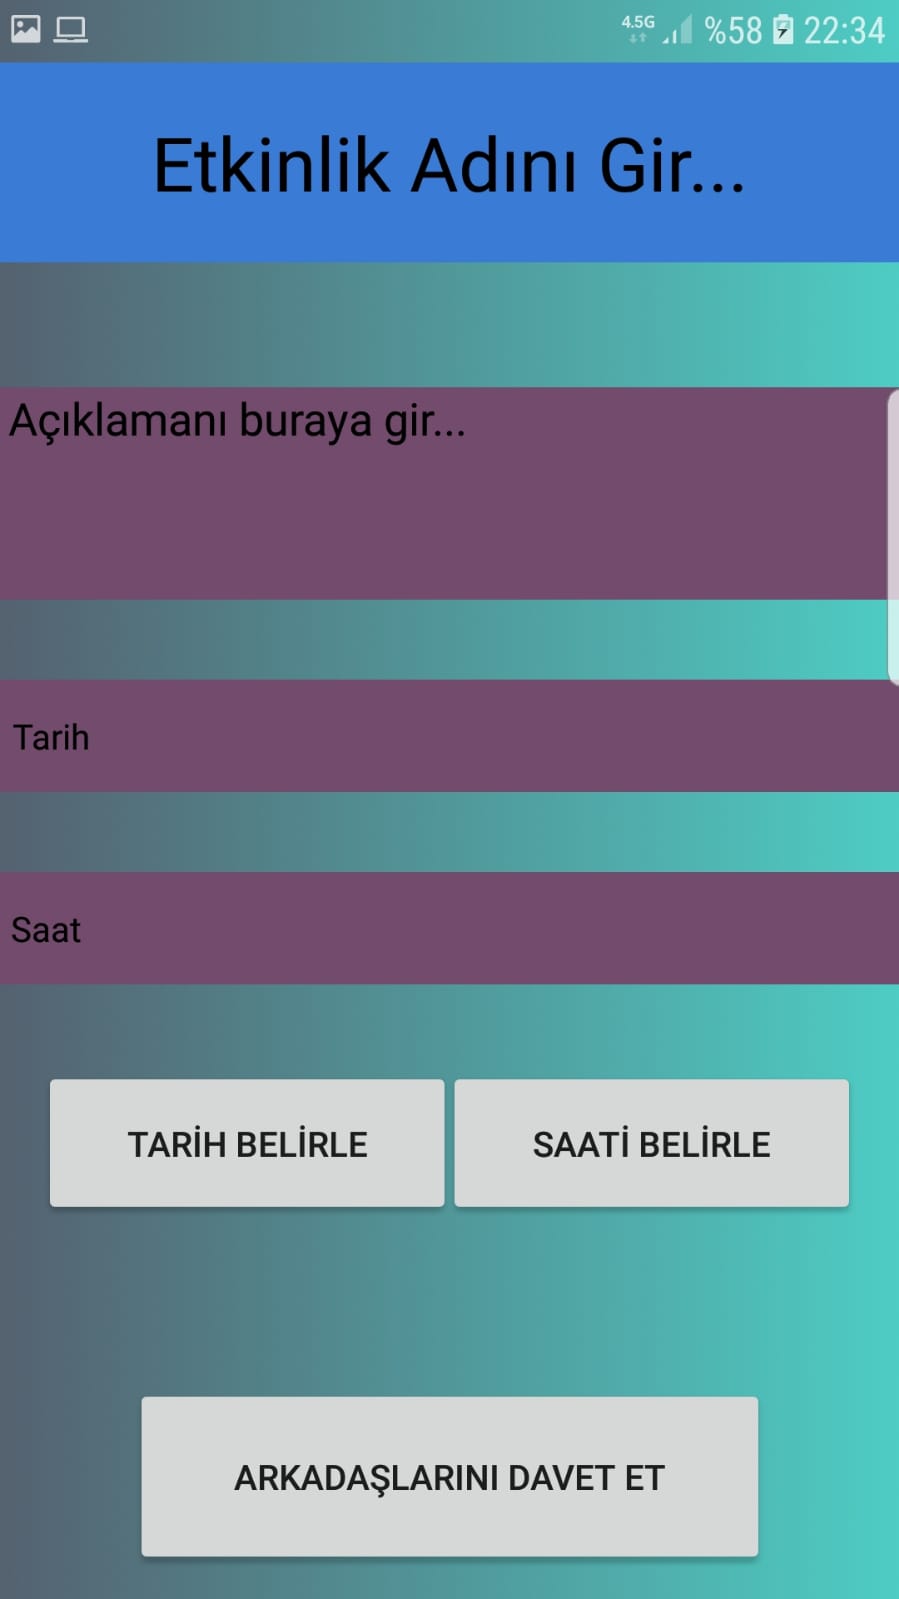 4.5G %58 22:34
Etkinlik Adını Gir...
Açıklamanı buraya gir...
Tarih
Saat
TARİH BELİRLE SAATİ BELİRLE
ARKADAŞLARINI DAVET ET